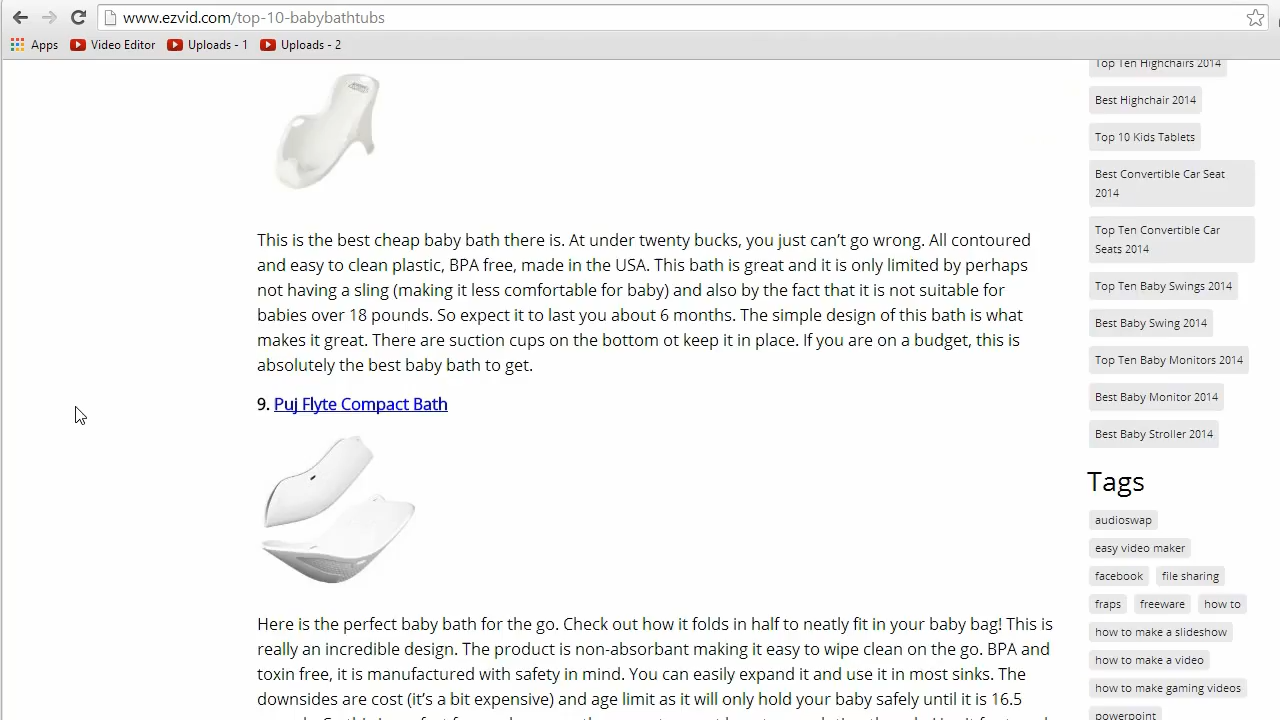 www.ezvid.com/top-10-babybathtubs
Apps Video Editor Uploads - 1 Uploads - 2
This is the best cheap baby bath there is. At under twenty bucks, you just can’t go wrong. All contoured
and easy to clean plastic, BPA free, made in the USA. This bath is great and it is only limited by perhaps
not having a sling (making it less comfortable for baby) and also by the fact that it is not suitable for
babies over 18 pounds. So expect it to last you about 6 months. The simple design of this bath is what
makes it great. There are suction cups on the bottom ot keep it in place. If you are on a budget, this is
absolutely the best baby bath to get.
9. Puj Flyte Compact Bath
Here is the perfect baby bath for the go. Check out how it folds in half to neatly fit in your baby bag! This is
really an incredible design. The product is non-absorbant making it easy to wipe clean on the go. BPA and
toxin free, it is manufactured with safety in mind. You can easily expand it and use it in most sinks. The
downsides are cost (it’s a bit expensive) and age limit as it will only hold your baby safely until it is 16.5
Top Ten Highchairs 2014
Best Highchair 2014
Top 10 Kids Tablets
Best Convertible Car Seat
2014
Top Ten Convertible Car
Seats 2014
Top Ten Baby Swings 2014
Best Baby Swing 2014
Top Ten Baby Monitors 2014
Best Baby Monitor 2014
Best Baby Stroller 2014
Tags
audioswap
easy video maker
facebook file sharing
fraps freeware how to
how to make a slideshow
how to make a video
how to make gaming videos
powerpoint